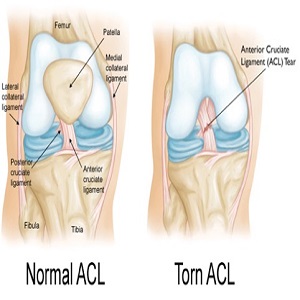 Femur
Patella
Medial
collateral
ligament
Lateral
collateral
ligament
Posterior
cruciate
ligament
Anterior
cruciate
ligament
Fibula
Tibia
Normal ACL
Anterior Cruciate
Ligament (ACL) Tear
Torn ACL